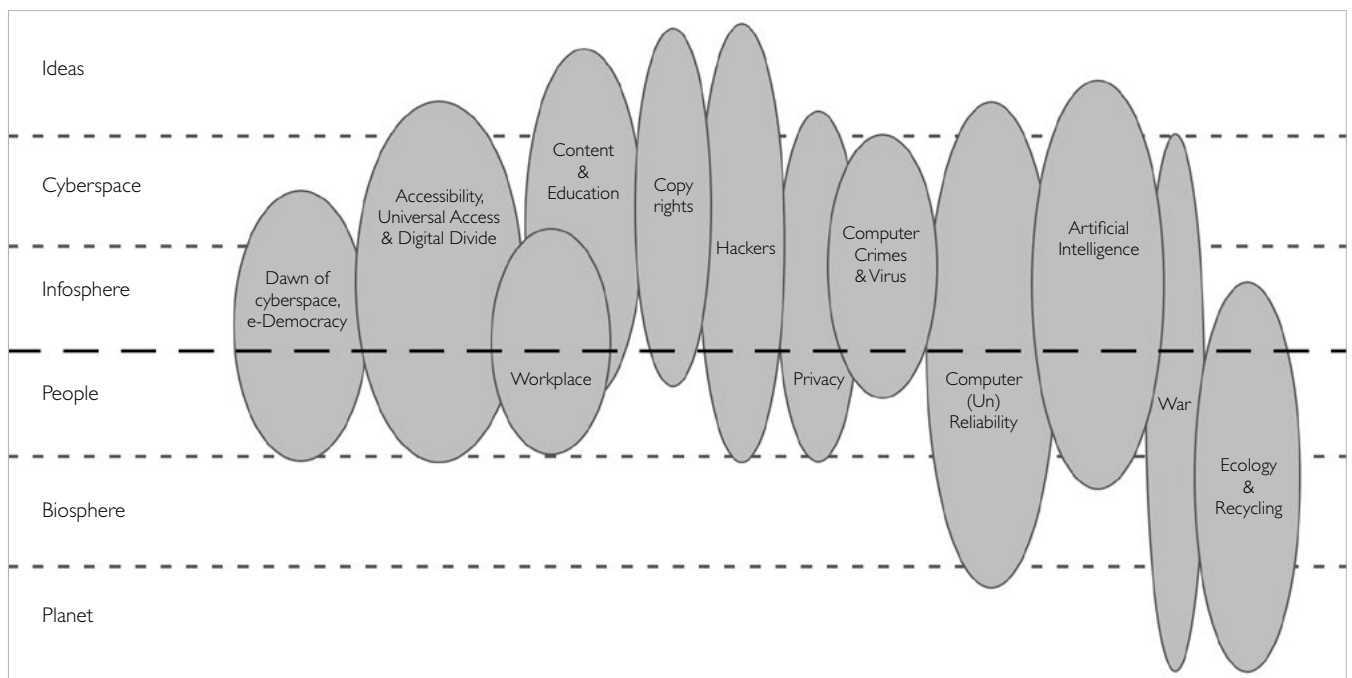 Ideas
Cyberspace
Infosphere
People
Biosphere
Planet
Dawn of
cyberspace,
e-Democracy
Accessibility,
Universal Access
& Digital Divide
Content
&
Education
Workplace
Copy
rights
Hackers
Privacy
Computer
Crimes
& Virus
Computer
(Un)
Reliability
Artificial
Intelligence
War
Ecology
&
Recycling